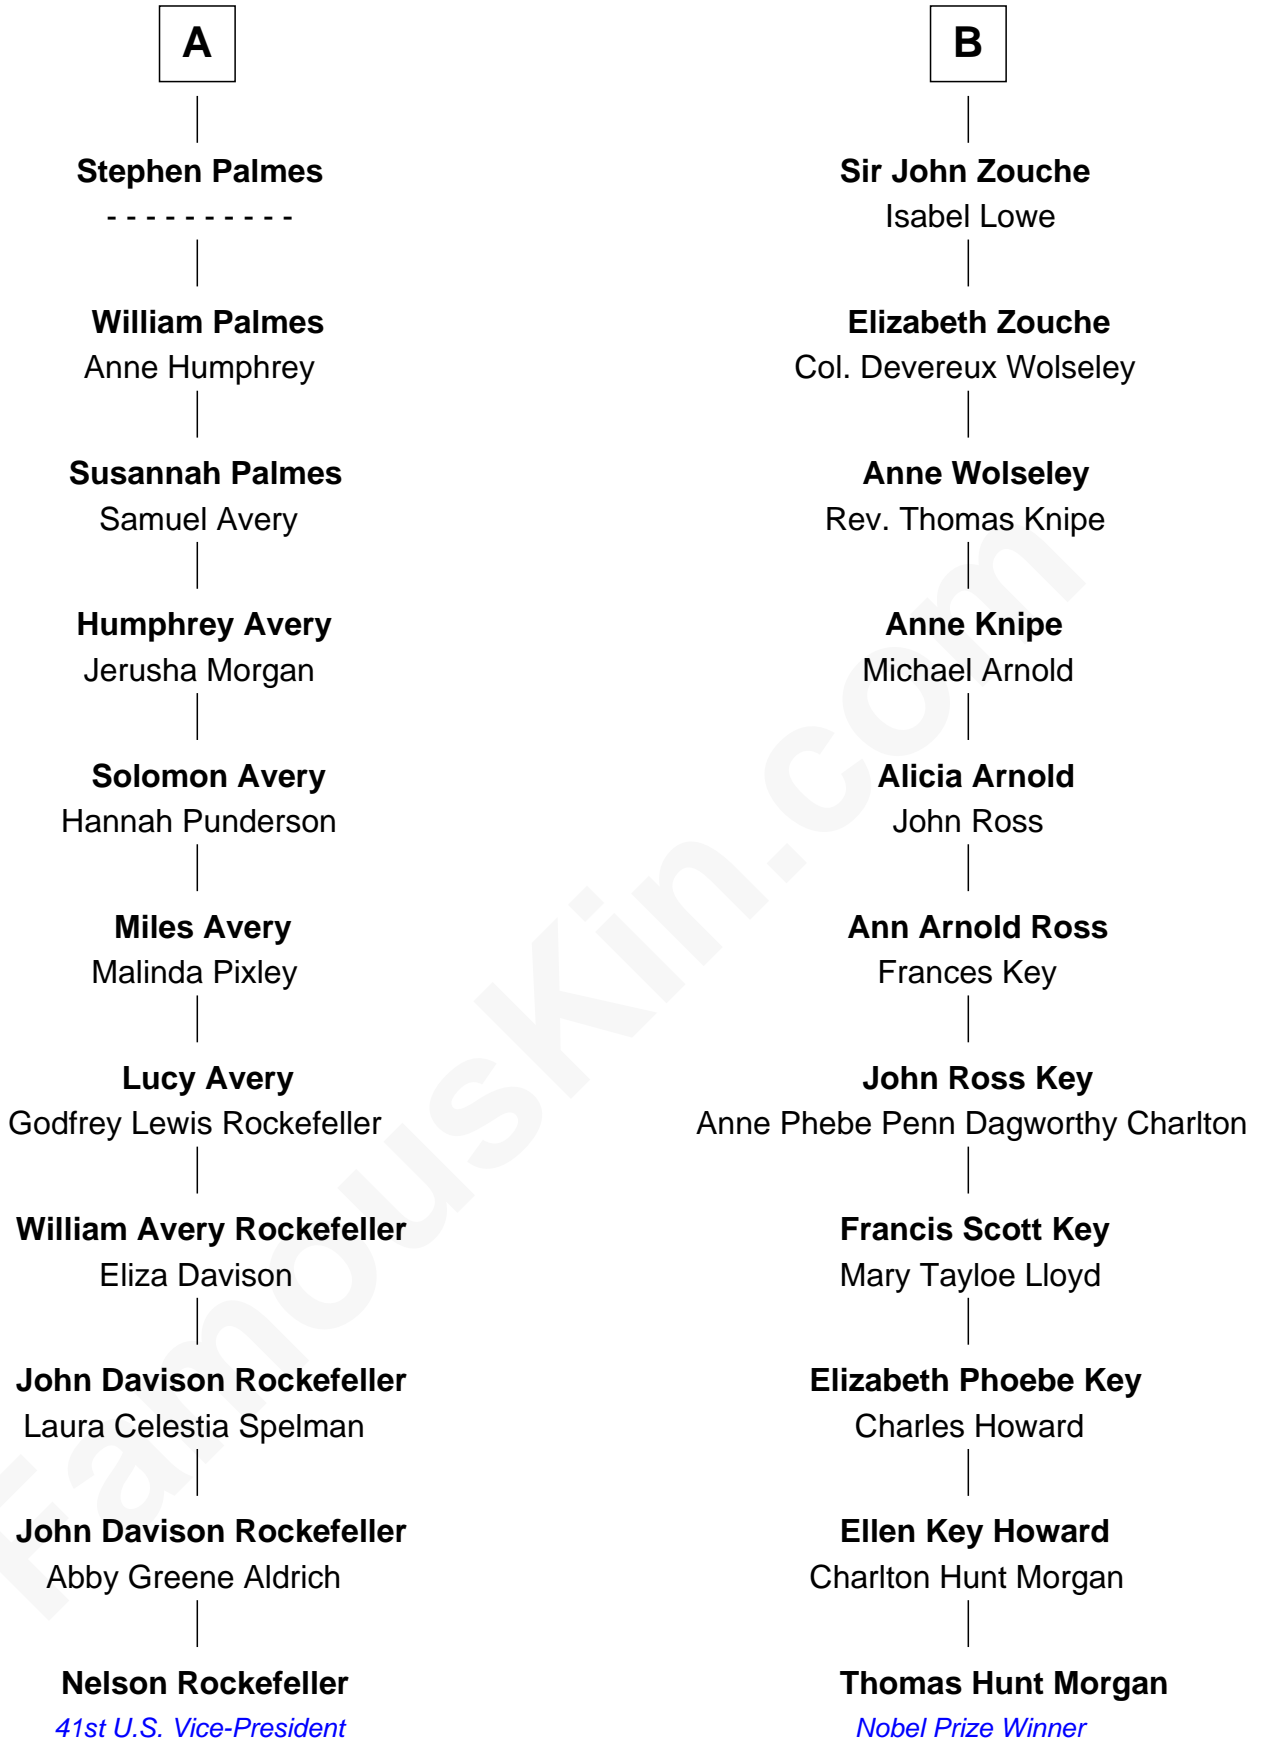 A
Stephen Palmes
- - - - - - - - - -
William Palmes
Anne Humphrey
Susannah Palmes
Samuel Avery
Humphrey Avery
Jerusha Morgan
Solomon Avery
Hannah Punderson
Miles Avery
Malinda Pixley
Lucy Avery
Godfrey Lewis Rockefeller
William Avery Rockefeller
Eliza Davison
John Davison Rockefeller
Laura Celestia Spelman
John Davison Rockefeller
Abby Greene Aldrich
Nelson Rockefeller
41st U.S. Vice-President
B
Sir John Zouche
Isabel Lowe
Elizabeth Zouche
Col. Devereux Wolseley
Anne Wolseley
Rev. Thomas Knipe
Anne Knipe
Michael Arnold
Alicia Arnold
John Ross
Ann Arnold Ross
Frances Key
John Ross Key
Anne Phebe Penn Dagworthy Charlton
Francis Scott Key
Mary Tayloe Lloyd
Elizabeth Phoebe Key
Charles Howard
Ellen Key Howard
Charlton Hunt Morgan
Thomas Hunt Morgan
Nobel Prize Winner
FamousKin.com